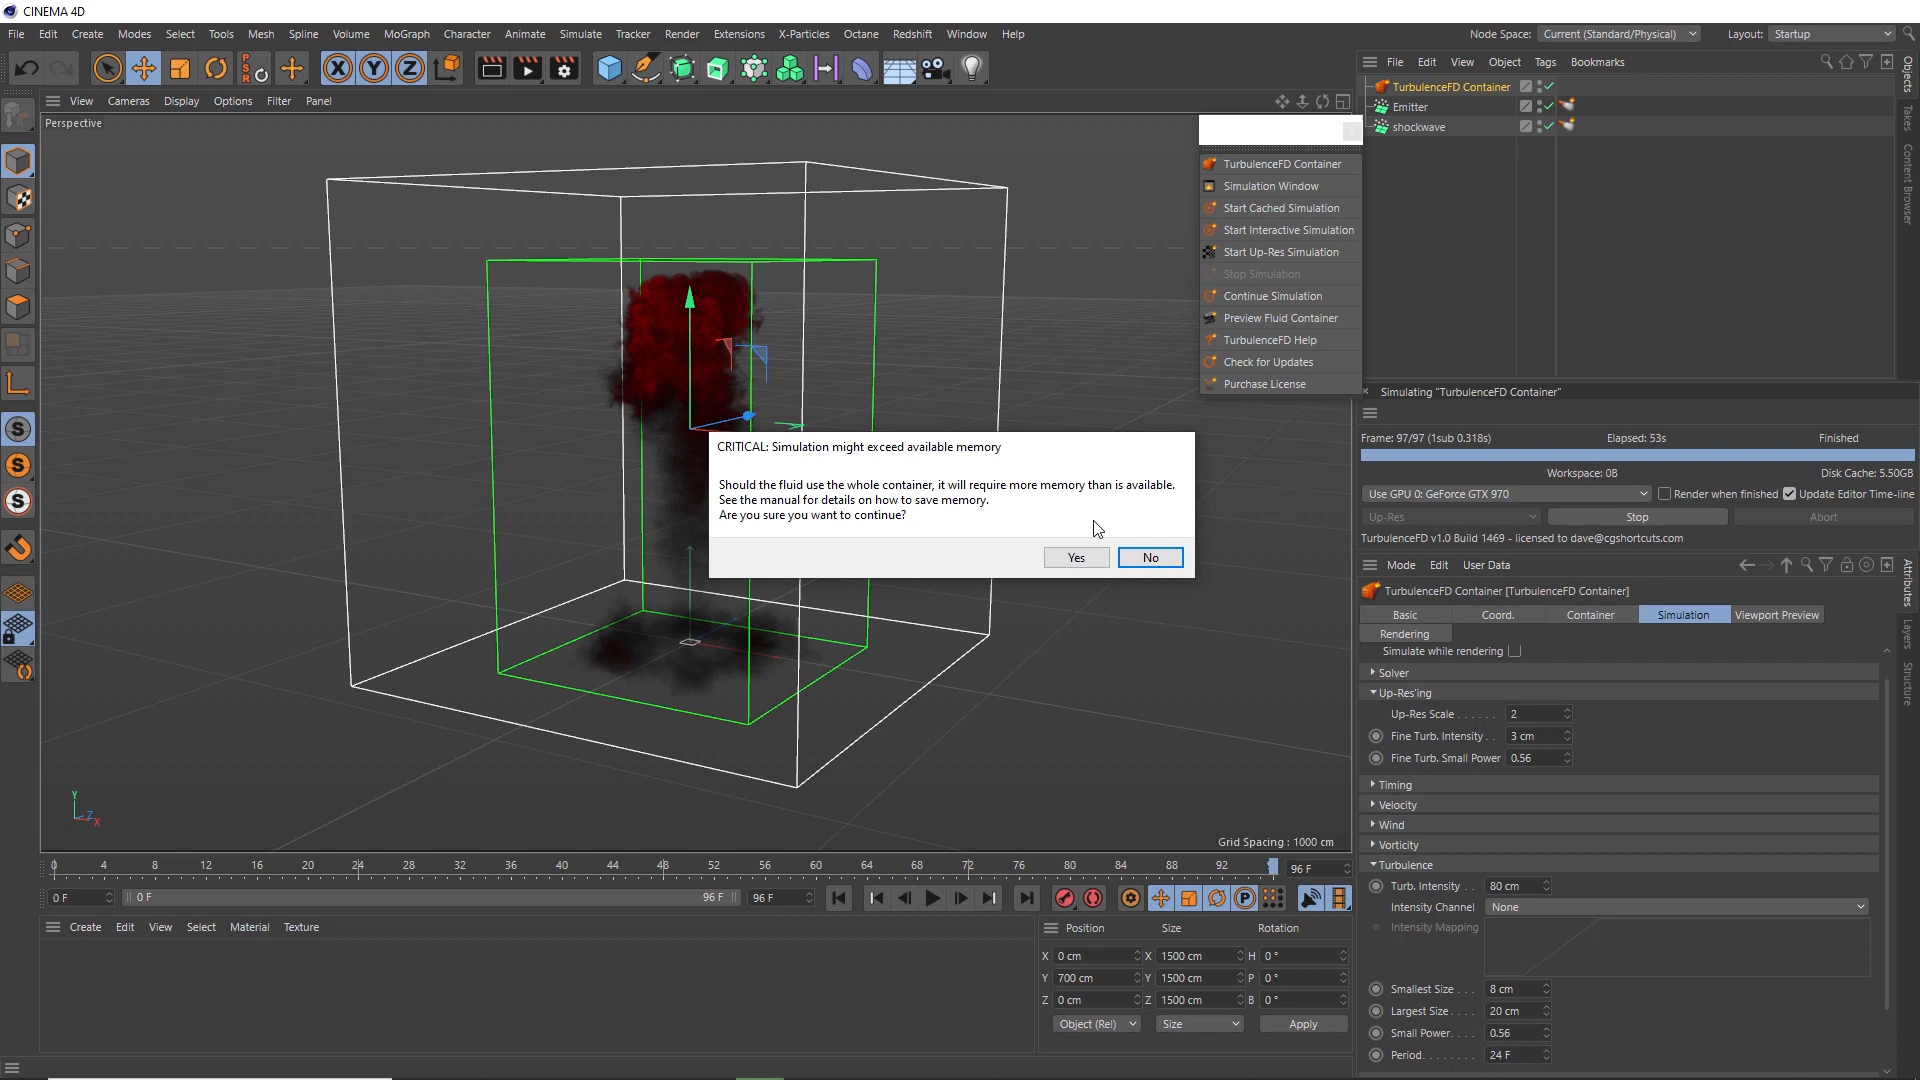 CINEMA 4D
File Edit Create Modes Select Tools Mesh Spline Volume MoGraph Character Animate Simulate Tracker Render Extensions X-Particles Octane Redshift Window Help
Node Space: Current (Standard/Physical) Layout: Startup
PSR X Y Z
File Edit View Object Tags Bookmarks
View Cameras Display Options Filter Panel
Perspective
TurbulenceFD Container
Emitter
shockwave
Objects
Takes
Content Browser
TurbulenceFD Container
Simulation Window
Start Cached Simulation
Start Interactive Simulation
Start Up-Res Simulation
Stop Simulation
Continue Simulation
Preview Fluid Container
TurbulenceFD Help
Check for Updates
Purchase License
CRITICAL: Simulation might exceed available memory
Should the fluid use the whole container, it will require more memory than is available.
See the manual for details on how to save memory.
Are you sure you want to continue?
Yes No
Simulating "TurbulenceFD Container"
Frame: 97/97 (1sub 0.318s) Elapsed: 53s Finished
Workspace: 0B Disk Cache: 5.50GB
Use GPU 0: GeForce GTX 970 Render when finished Update Editor Time-line
Up-Res Stop Abort
TurbulenceFD v1.0 Build 1469 - licensed to dave@cgshortcuts.com
Mode Edit User Data
TurbulenceFD Container [TurbulenceFD Container]
Basic Coord. Container Simulation Viewport Preview
Rendering
Simulate while rendering
Solver
Up-Res'ing
Up-Res Scale . . . . . . 2
Fine Turb. Intensity . . 3 cm
Fine Turb. Small Power 0.56
Timing
Velocity
Wind
Vorticity
Turbulence
Turb. Intensity . . 80 cm
Intensity Channel None
Intensity Mapping
Smallest Size . . . 8 cm
Largest Size . . . . 20 cm
Small Power. . . . 0.56
Period. . . . . . . . 24 F
Attributes
Layers
Structure
S
S
S
Y
Z
X
Grid Spacing : 1000 cm
0 4 8 12 16 20 24 28 32 36 40 44 48 52 56 60 64 68 72 76 80 84 88 92 96 F
0 F 0 F 96 F 96 F
P
Create Edit View Select Material Texture
Position Size Rotation
X 0 cm X 1500 cm H 0 °
Y 700 cm Y 1500 cm P 0 °
Z 0 cm Z 1500 cm B 0 °
Object (Rel) Size Apply